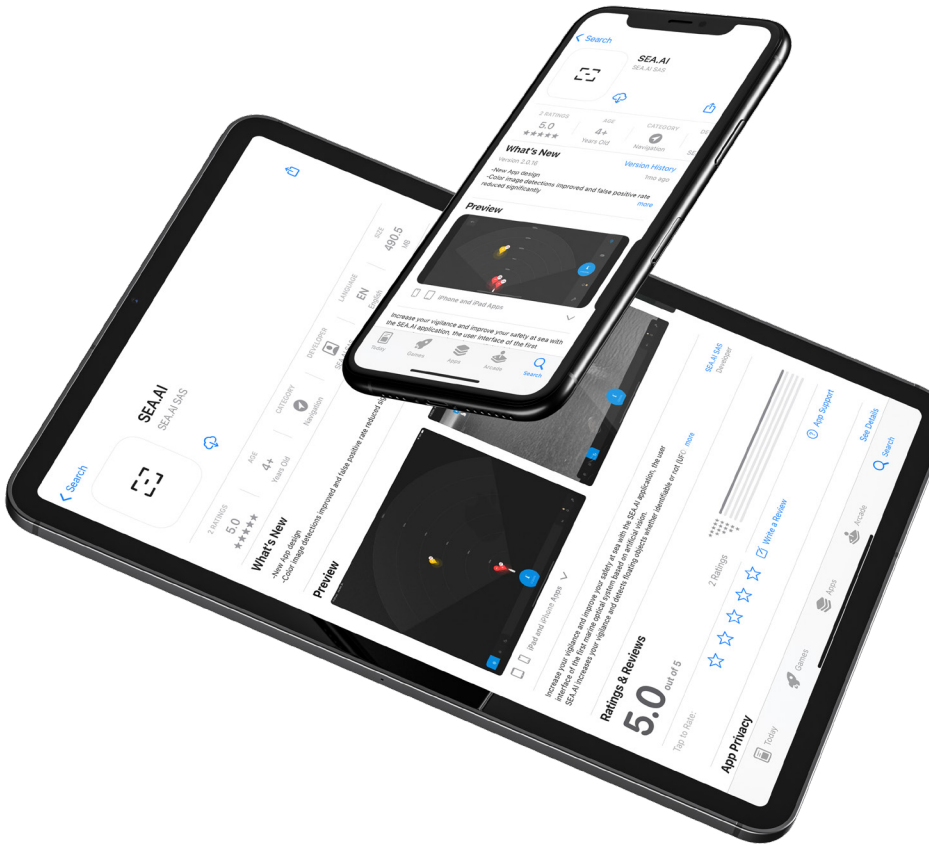 Search
SEA.AI
SEA.AI SAS
2 RATINGS
5.0
AGE
4+
Years Old
CATEGORY
Navigation
What's New
Version History
Version 2.0.16
1mo ago
-New App design
-Color image detections improved and false positive rate
reduced significantly
more
Preview
iPhone and iPad Apps
Increase your vigilance and improve your safety at sea with
the SEA.AI application, the user interface of the first
Today
Games
Apps
Arcade
Search
Search
SEA.AI
SEA.AI SAS
2 RATINGS
5.0
AGE
4+
Years Old
CATEGORY
Navigation
DEVELOPER
LANGUAGE
EN
English
SIZE
490.5
MB
What's New
-New App design
-Color image detections improved and false positive rate reduced
Preview
iPad and iPhone Apps
Increase your vigilance and improve your safety at sea with the SEA.AI application, the user
interface of the first marine optical system based on artificial vision.
SEA.AI increases your vigilance and detects floating objects whether identifiable or not (UFO
more
SEA.AI SAS
Developer
Ratings & Reviews
5.0 out of 5
2 Ratings
Tap to Rate:
Write a Review
App Support
App Privacy
See Details
Today
Games
Apps
Arcade
Search